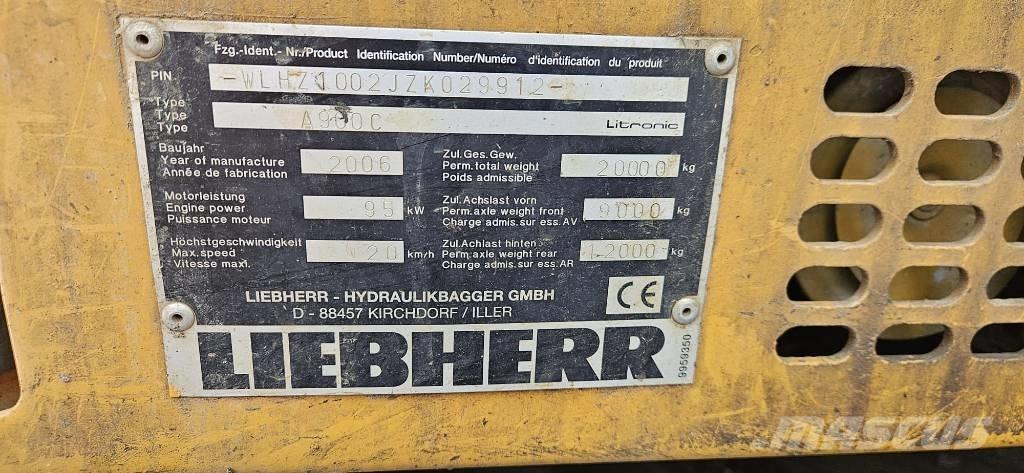 Fzg.-Ident.- Nr./Product Identification Number/Numéro d'identification du produit
PIN -WLHZ1002JZK029912-
Type
Type A900C Litronic
Type
Baujahr
Year of manufacture 2006
Année de fabrication
Zul.Ges.Gew.
Perm.total weight 20000 kg
Poids admissible
Motorleistung
Engine power 95 kW
Puissance moteur
Zul.Achslast vorn
Perm.axle weight front 9000 kg
Charge admis.sur ess.AV
Höchstgeschwindigkeit
Max.speed 20 km/h
Vitesse maxi.
Zul.Achlast hinten
Perm.axle weight rear 12000 kg
Charge admis.sur ess.AR
LIEBHERR - HYDRAULIKBAGGER GMBH
D - 88457 KIRCHDORF / ILLER
CE
LIEBHERR
9959350
MASCUS